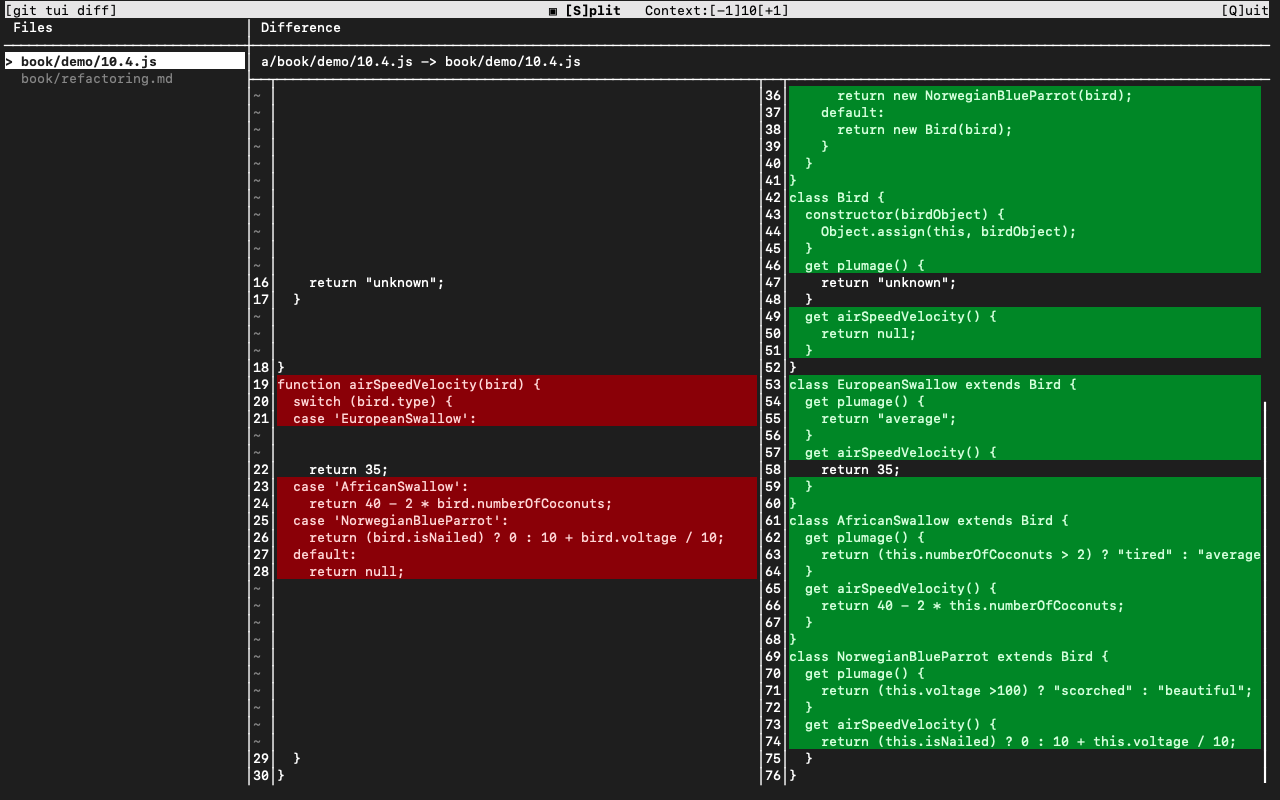 [git tui diff] ▣ [S]plit Context:[-1]10[+1] [Q]uit
Files Difference
> book/demo/10.4.js a/book/demo/10.4.js -> book/demo/10.4.js
book/refactoring.md
~ 36 return new NorwegianBlueParrot(bird);
~ 37 default:
~ 38 return new Bird(bird);
~ 39 }
~ 40 }
~ 41 }
~ 42 class Bird {
~ 43 constructor(birdObject) {
~ 44 Object.assign(this, birdObject);
~ 45 }
~ 46 get plumage() {
16 return "unknown"; 47 return "unknown";
17 } 48 }
~ 49 get airSpeedVelocity() {
~ 50 return null;
~ 51 }
18 } 52 }
19 function airSpeedVelocity(bird) { 53 class EuropeanSwallow extends Bird {
20 switch (bird.type) { 54 get plumage() {
21 case 'EuropeanSwallow': 55 return "average";
~ 56 }
~ 57 get airSpeedVelocity() {
22 return 35; 58 return 35;
23 case 'AfricanSwallow': 59 }
24 return 40 - 2 * bird.numberOfCoconuts; 60 }
25 case 'NorwegianBlueParrot': 61 class AfricanSwallow extends Bird {
26 return (bird.isNailed) ? 0 : 10 + bird.voltage / 10; 62 get plumage() {
27 default: 63 return (this.numberOfCoconuts > 2) ? "tired" : "average
28 return null; 64 }
~ 65 get airSpeedVelocity() {
~ 66 return 40 - 2 * this.numberOfCoconuts;
~ 67 }
~ 68 }
~ 69 class NorwegianBlueParrot extends Bird {
~ 70 get plumage() {
~ 71 return (this.voltage >100) ? "scorched" : "beautiful";
~ 72 }
~ 73 get airSpeedVelocity() {
~ 74 return (this.isNailed) ? 0 : 10 + this.voltage / 10;
29 } 75 }
30 } 76 }